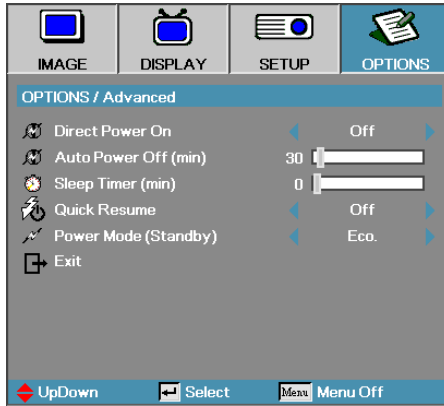 IMAGE DISPLAY SETUP OPTIONS
OPTIONS / Advanced
Direct Power On Off
Auto Power Off (min) 30
Sleep Timer (min) 0
Quick Resume Off
Power Mode (Standby) Eco.
Exit
UpDown Select Menu Menu Off